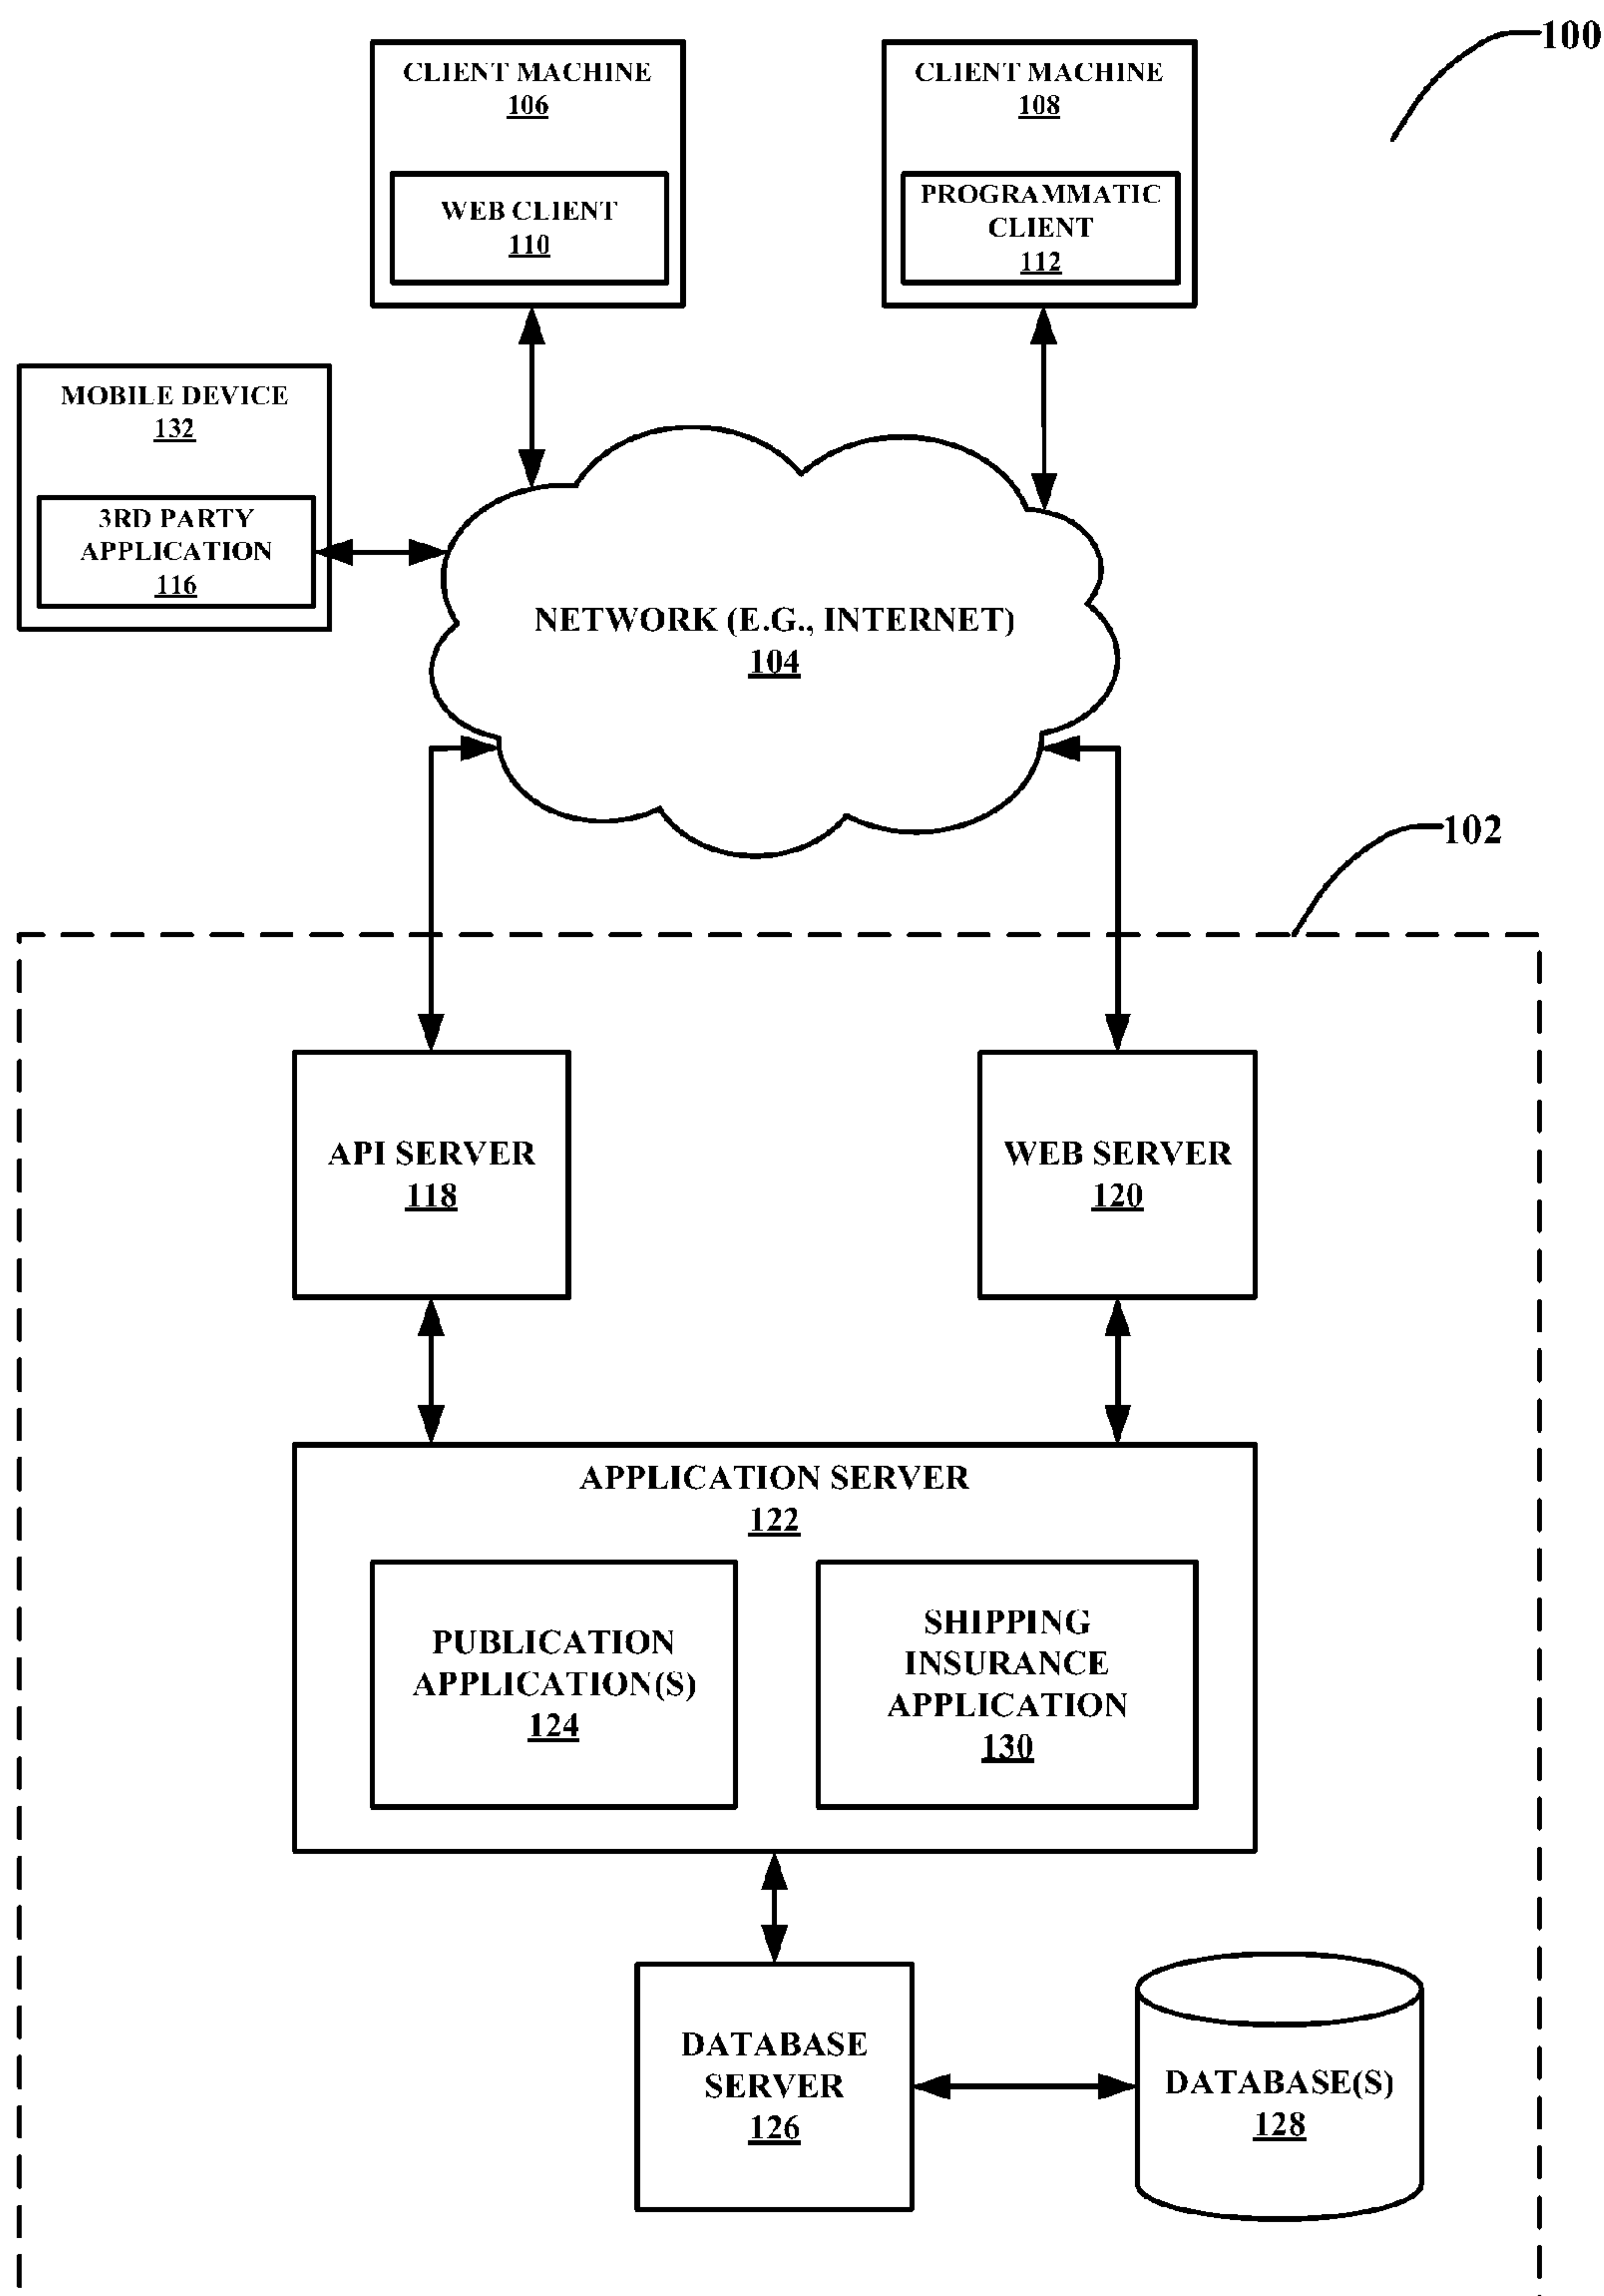 100
CLIENT MACHINE
106
WEB CLIENT
110
CLIENT MACHINE
108
PROGRAMMATIC
CLIENT
112
MOBILE DEVICE
132
3RD PARTY
APPLICATION
116
NETWORK (E.G., INTERNET)
104
102
API SERVER
118
WEB SERVER
120
APPLICATION SERVER
122
PUBLICATION
APPLICATION(S)
124
SHIPPING
INSURANCE
APPLICATION
130
DATABASE
SERVER
126
DATABASE(S)
128